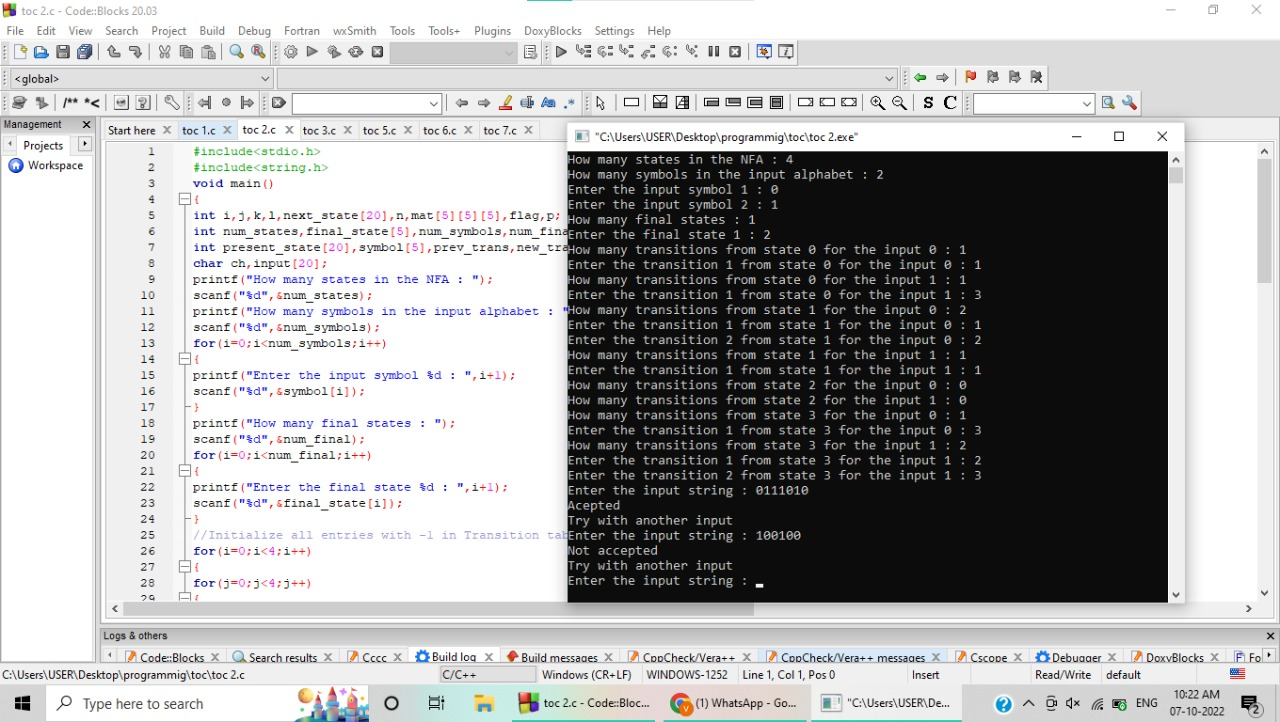 toc 2.c - Code::Blocks 20.03
File Edit View Search Project Build Debug Fortran wxSmith Tools Tools+ Plugins DoxyBlocks Settings Help
<global>
/** *< S C
Management
Projects
Workspace
Start here toc 1.c toc 2.c toc 3.c toc 5.c toc 6.c toc 7.c
1 #include<stdio.h>
2 #include<string.h>
3 void main()
4 {
5 int i,j,k,l,next_state[20],n,mat[5][5][5],flag,p;
6 int num_states,final_state[5],num_symbols,num_fina
7 int present_state[20],symbol[5],prev_trans,new_tra
8 char ch,input[20];
9 printf("How many states in the NFA : ");
10 scanf("%d",&num_states);
11 printf("How many symbols in the input alphabet : "
12 scanf("%d",&num_symbols);
13 for(i=0;i<num_symbols;i++)
14 {
15 printf("Enter the input symbol %d : ",i+1);
16 scanf("%d",&symbol[i]);
17 }
18 printf("How many final states : ");
19 scanf("%d",&num_final);
20 for(i=0;i<num_final;i++)
21 {
22 printf("Enter the final state %d : ",i+1);
23 scanf("%d",&final_state[i]);
24 }
25 //Initialize all entries with -1 in Transition tab
26 for(i=0;i<4;i++)
27 {
28 for(j=0;j<4;j++)
29 {
"C:\Users\USER\Desktop\programmig\toc\toc 2.exe"
How many states in the NFA : 4
How many symbols in the input alphabet : 2
Enter the input symbol 1 : 0
Enter the input symbol 2 : 1
How many final states : 1
Enter the final state 1 : 2
How many transitions from state 0 for the input 0 : 1
Enter the transition 1 from state 0 for the input 0 : 1
How many transitions from state 0 for the input 1 : 1
Enter the transition 1 from state 0 for the input 1 : 3
How many transitions from state 1 for the input 0 : 2
Enter the transition 1 from state 1 for the input 0 : 1
Enter the transition 2 from state 1 for the input 0 : 2
How many transitions from state 1 for the input 1 : 1
Enter the transition 1 from state 1 for the input 1 : 1
How many transitions from state 2 for the input 0 : 0
How many transitions from state 2 for the input 1 : 0
How many transitions from state 3 for the input 0 : 1
Enter the transition 1 from state 3 for the input 0 : 3
How many transitions from state 3 for the input 1 : 2
Enter the transition 1 from state 3 for the input 1 : 2
Enter the transition 2 from state 3 for the input 1 : 3
Enter the input string : 0111010
Acepted
Try with another input
Enter the input string : 100100
Not accepted
Try with another input
Enter the input string :
Logs & others
Code::Blocks Search results Cccc Build log Build messages CppCheck/Vera++ CppCheck/Vera++ messages Cscope Debugger DoxyBlocks Fo
C:\Users\USER\Desktop\programmig\toc\toc 2.c C/C++ Windows (CR+LF) WINDOWS-1252 Line 1, Col 1, Pos 0 Insert Read/Write default
Type here to search
toc 2.c - Code::Bloc... (1) WhatsApp - Go... "C:\Users\USER\De...
ENG
10:22 AM
07-10-2022
2